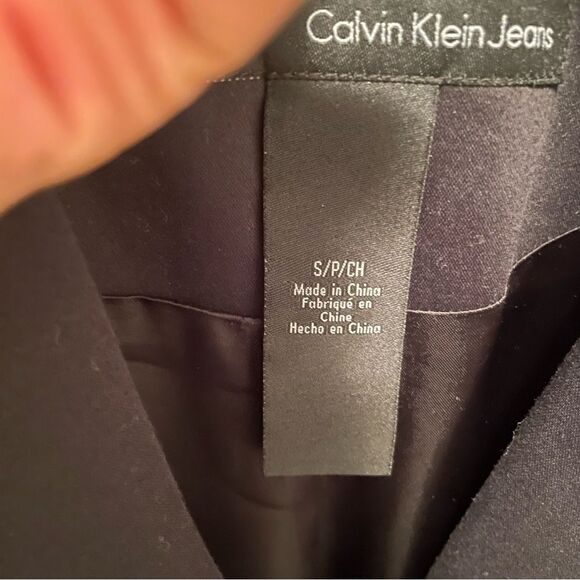 Calvin Klein Jeans
S/P/CH
Made in China
Fabriqué en
Chine
Hecho en China